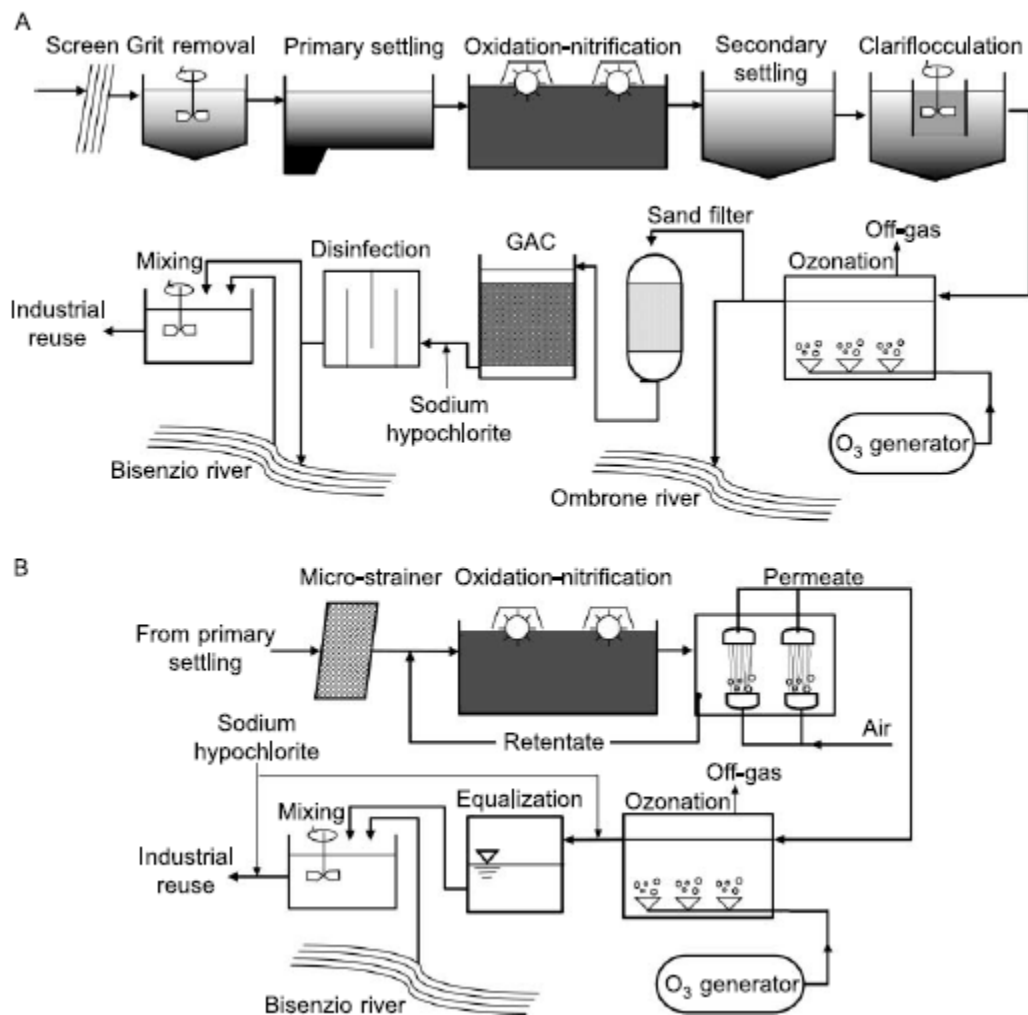 A
Screen Grit removal
Primary settling
Oxidation-nitrification
Secondary
settling
Clariflocculation
Sand filter
Off-gas
GAC
Ozonation
Disinfection
Mixing
Industrial
reuse
Sodium
hypochlorite
O3 generator
Bisenzio river
Ombrone river
B
Micro-strainer
Oxidation-nitrification
Permeate
From primary
settling
Sodium
hypochlorite
Retentate
Air
Off-gas
Equalization
Ozonation
Mixing
Industrial
reuse
O3 generator
Bisenzio river